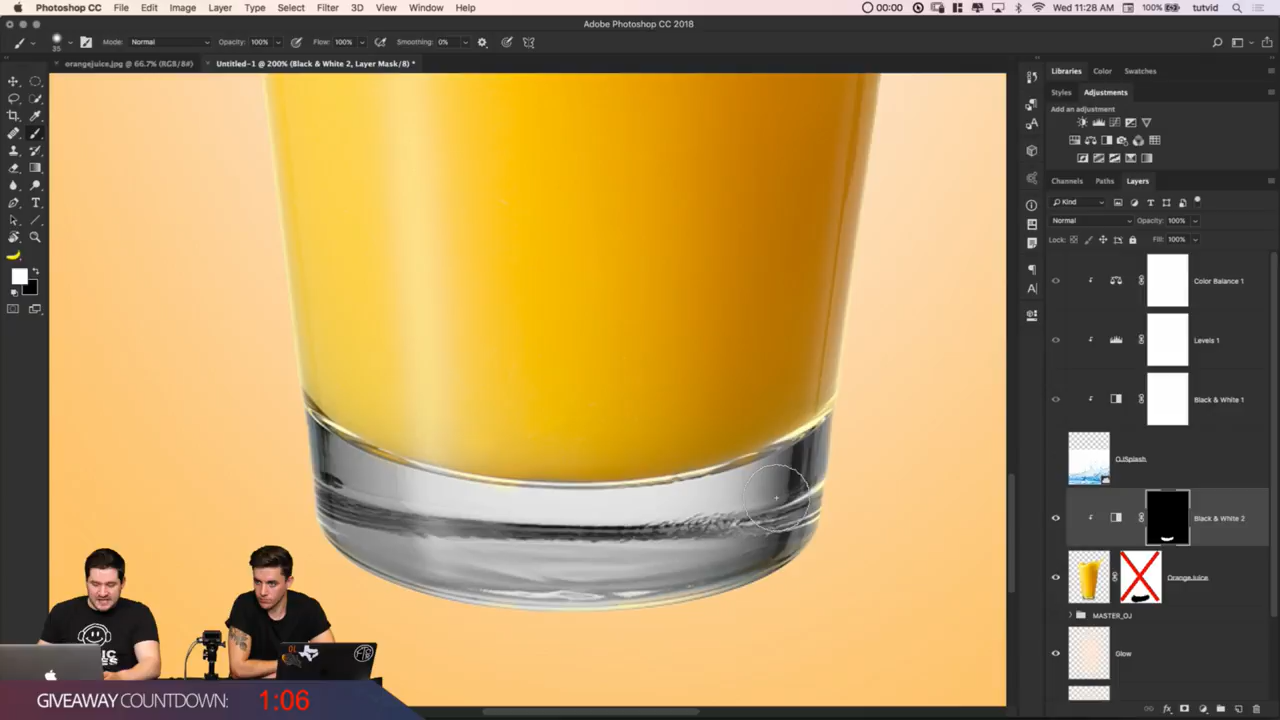 Photoshop CC File Edit Image Layer Type Select Filter 3D View Window Help
00:00 100% Wed 11:28 AM tutvid
Adobe Photoshop CC 2018
35 Mode: Normal Opacity: 100% Flow: 100% Smoothing: 0%
orangejuice.jpg @ 66.7% (RGB/8#) Untitled-1 @ 200% (Black & White 2, Layer Mask/8) *
Libraries Color Swatches
Styles Adjustments
Add an adjustment
Channels Paths Layers
Kind
Normal Opacity: 100%
Lock: Fill: 100%
Color Balance 1
Levels 1
Black & White 1
OJSplash
Black & White 2
OrangeJuice
MASTER_OJ
Glow
GIVEAWAY COUNTDOWN: 1:06